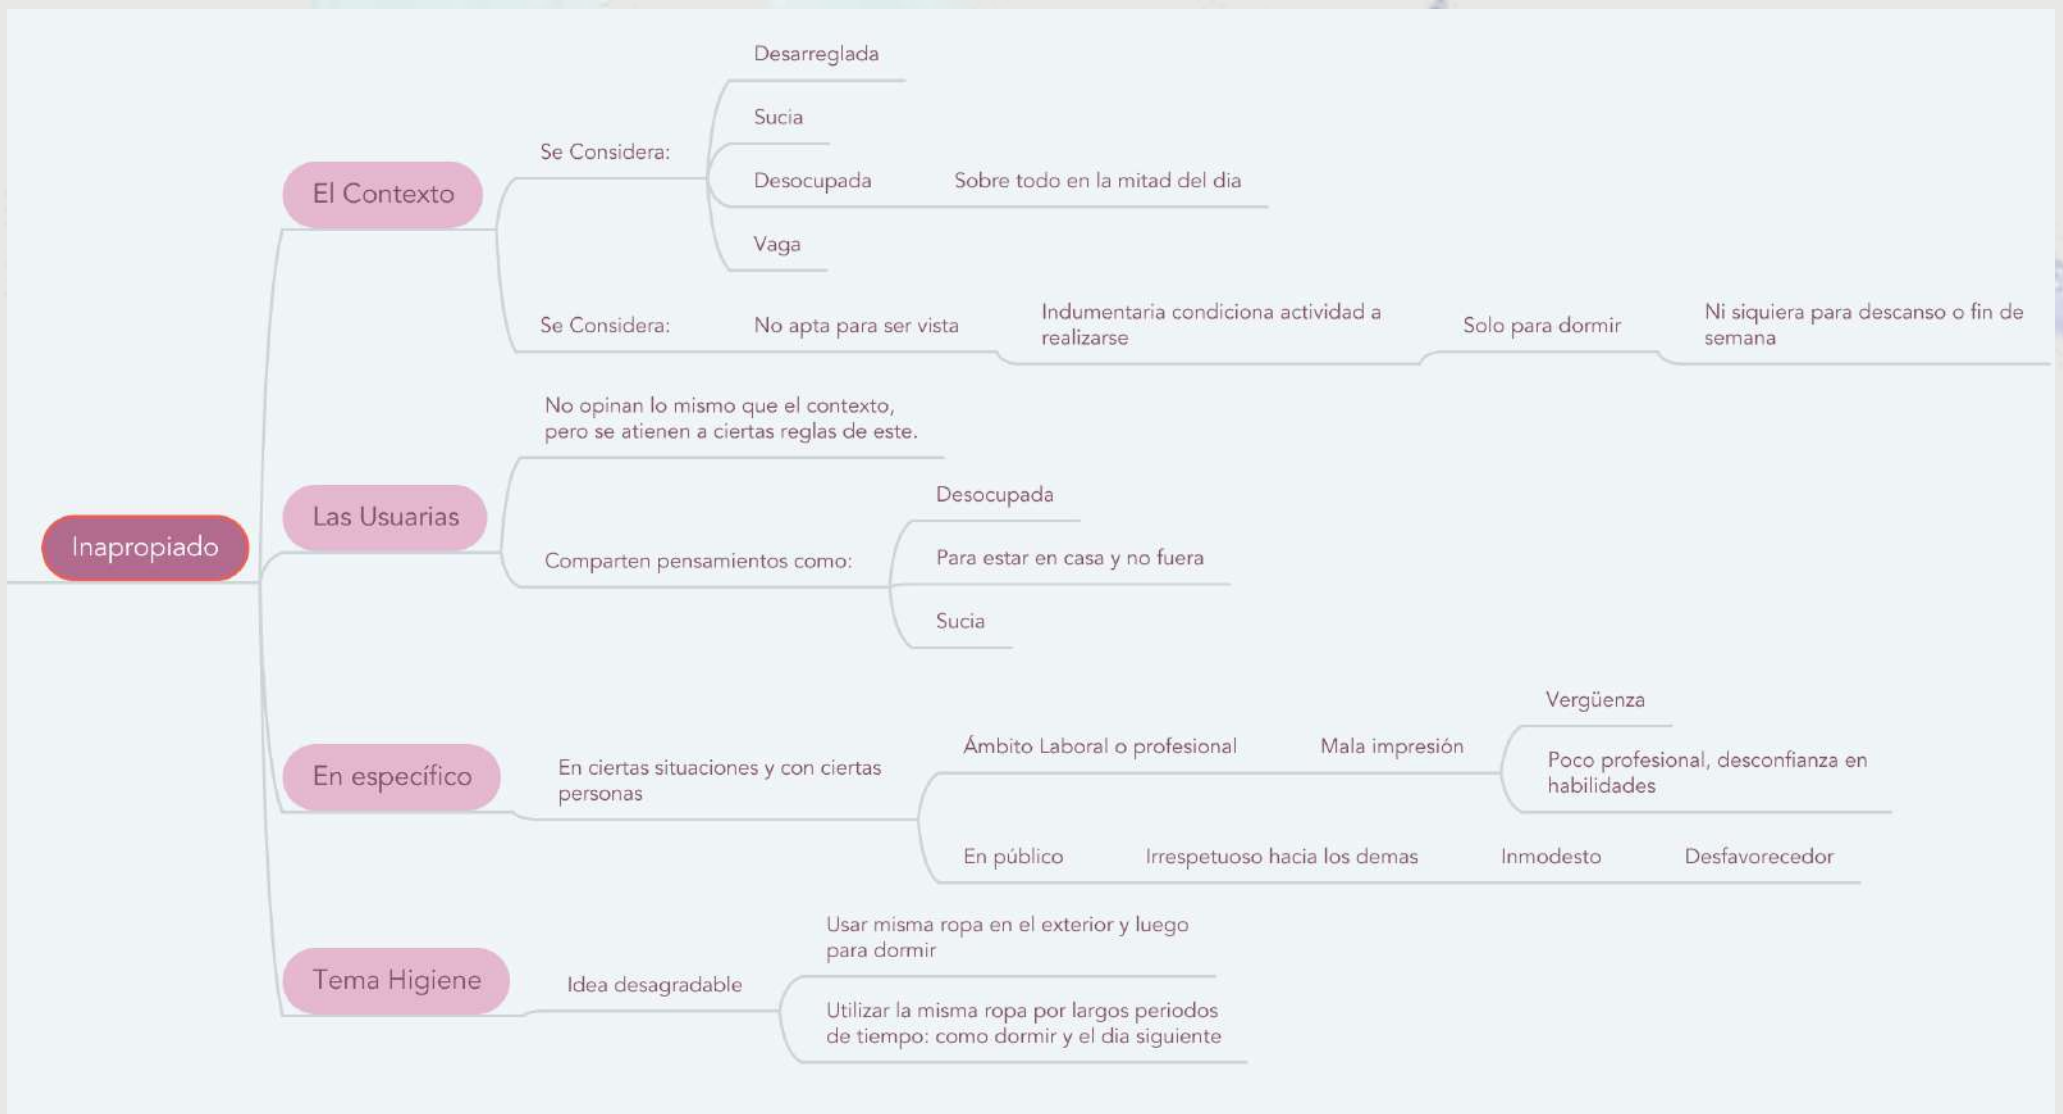 Inapropiado
El Contexto
Se Considera:
Desarreglada
Sucia
Desocupada
Sobre todo en la mitad del dia
Vaga
Se Considera:
No apta para ser vista
Indumentaria condiciona actividad a
realizarse
Solo para dormir
Ni siquiera para descanso o fin de
semana
Las Usuarias
No opinan lo mismo que el contexto,
pero se atienen a ciertas reglas de este.
Comparten pensamientos como:
Desocupada
Para estar en casa y no fuera
Sucia
En específico
En ciertas situaciones y con ciertas
personas
Ámbito Laboral o profesional
Mala impresión
Vergüenza
Poco profesional, desconfianza en
habilidades
En público
Irrespetuoso hacia los demas
Inmodesto
Desfavorecedor
Tema Higiene
Idea desagradable
Usar misma ropa en el exterior y luego
para dormir
Utilizar la misma ropa por largos periodos
de tiempo: como dormir y el dia siguiente